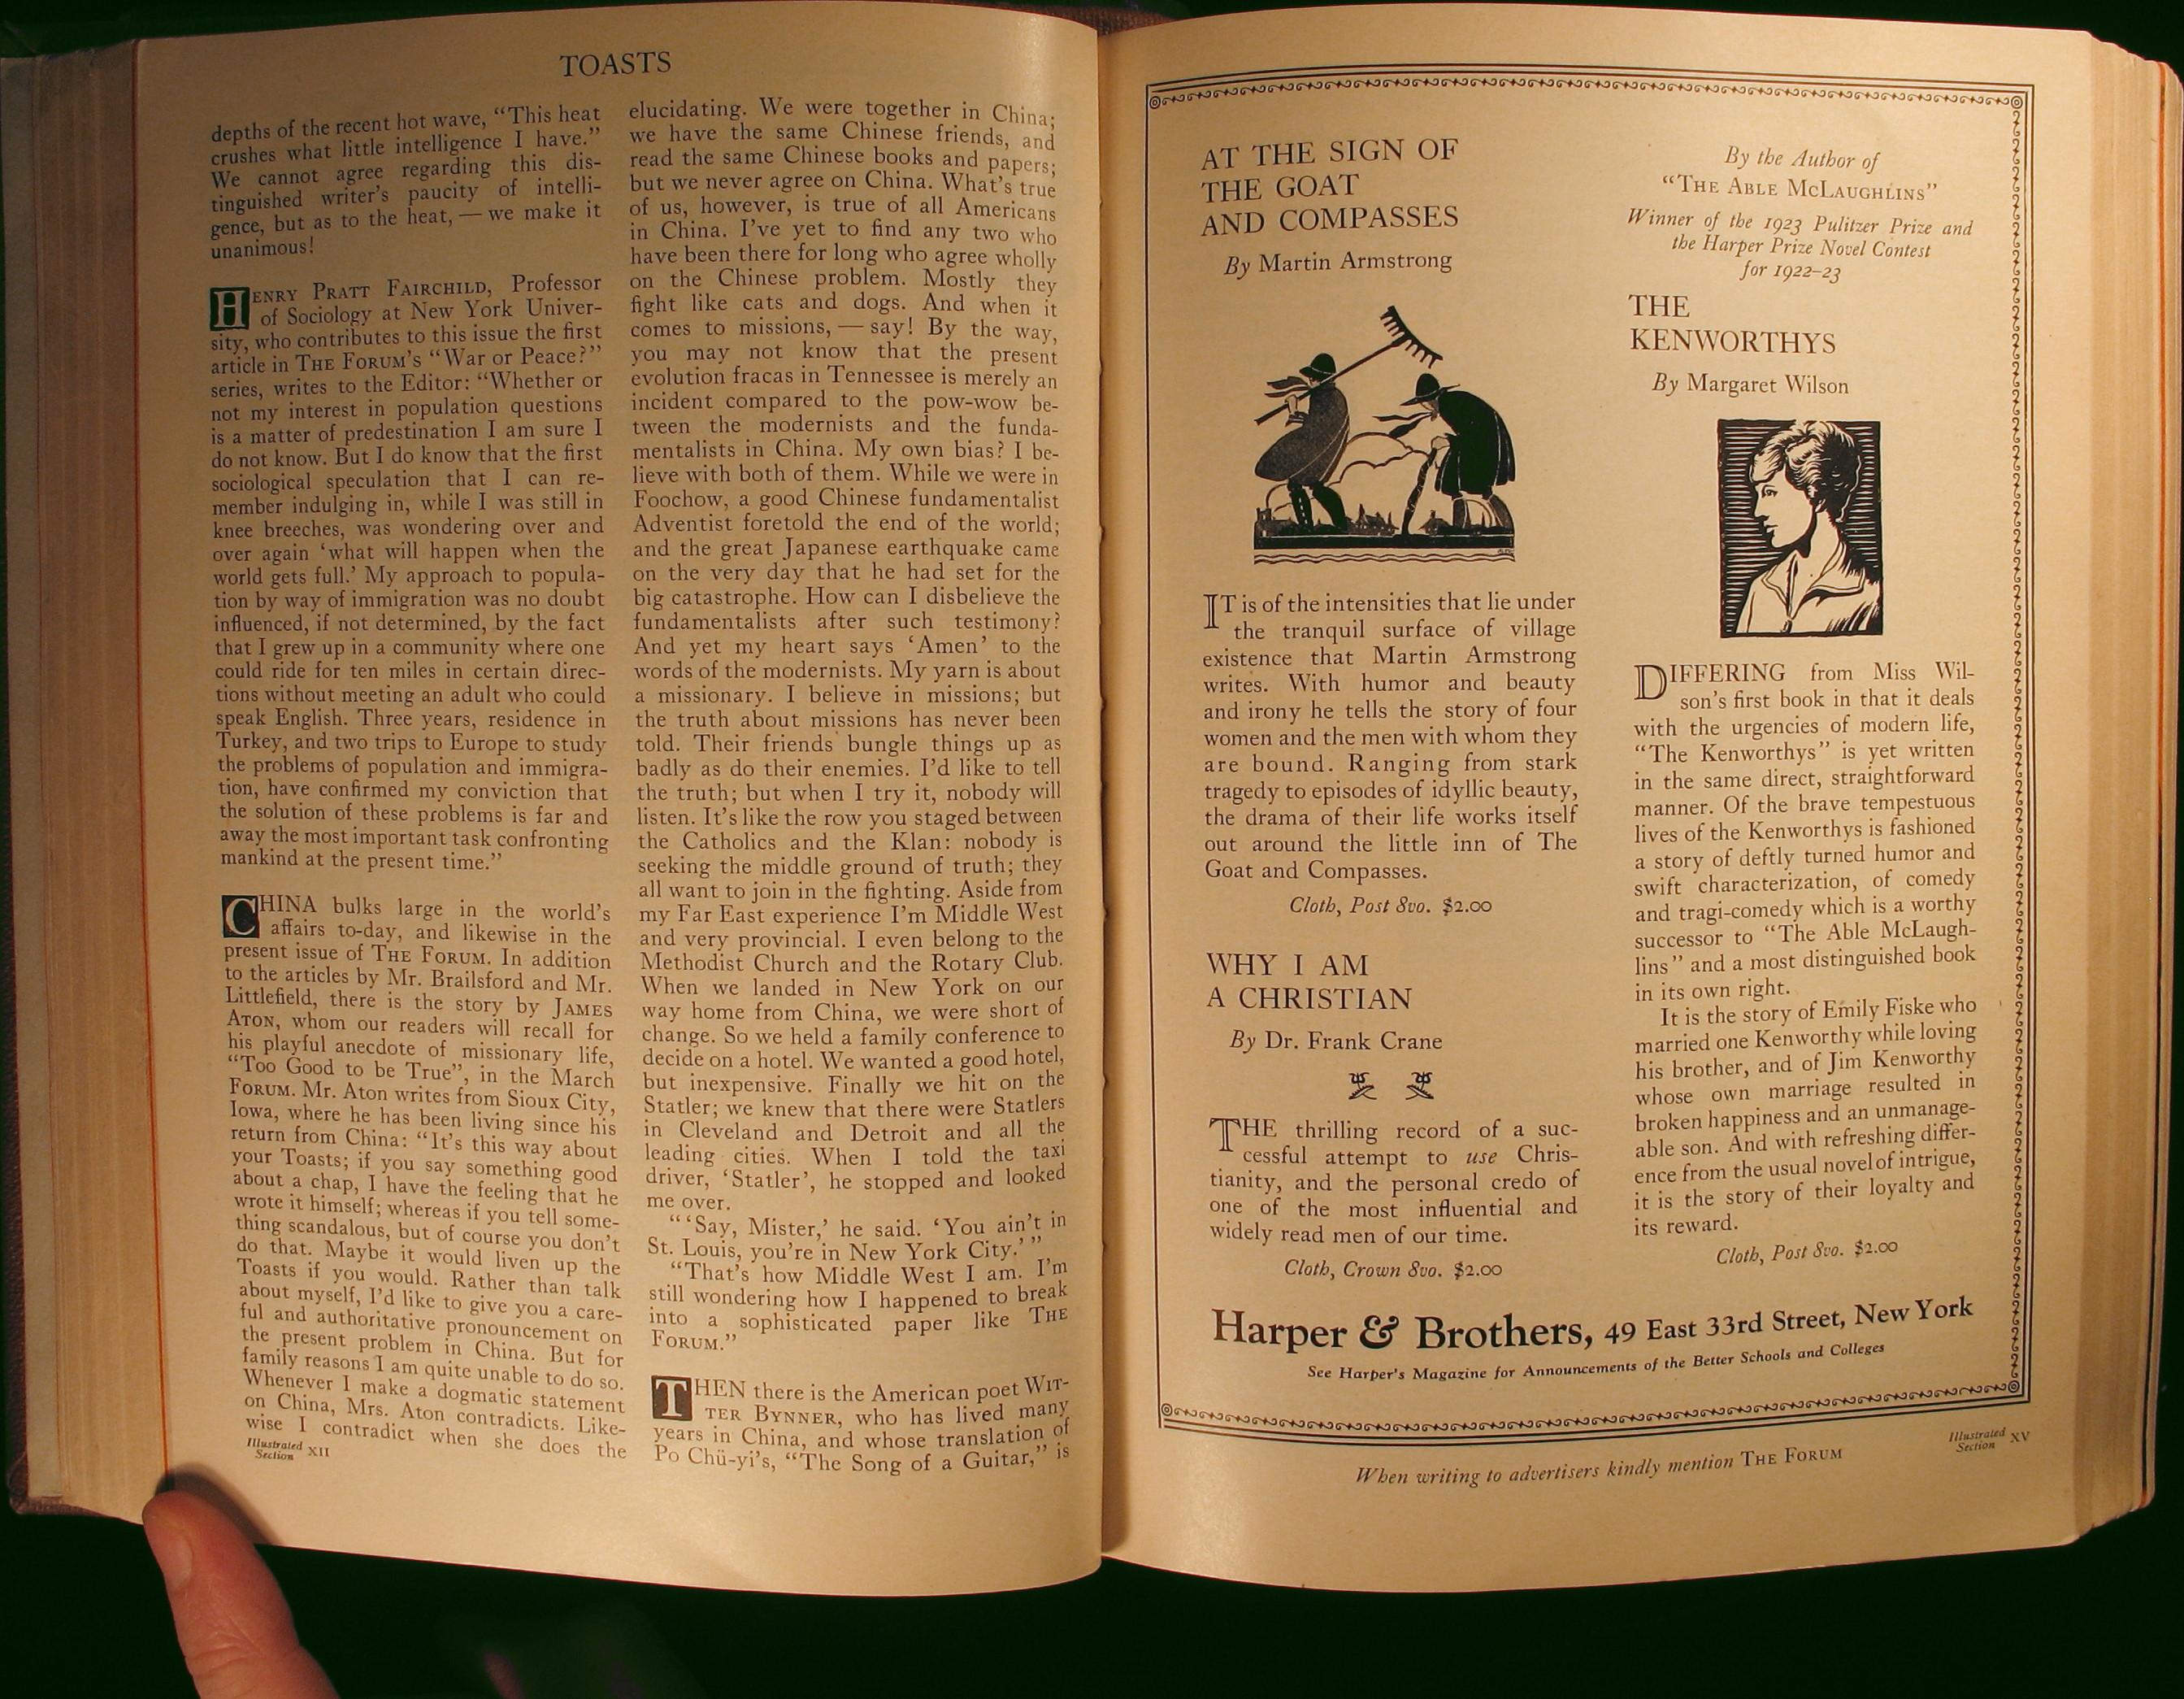 TOASTS
depths of the recent hot wave, “This heat
crushes what little intelligence I have.”
We cannot agree regarding this dis-
tinguished writer’s paucity of intelli-
gence, but as to the heat, — we make it
unanimous!
HENRY PRATT FAIRCHILD, Professor
of Sociology at New York Univer-
sity, who contributes to this issue the first
article in THE FORUM’S “War or Peace?”
series, writes to the Editor: “Whether or
not my interest in population questions
is a matter of predestination I am sure I
do not know. But I do know that the first
sociological speculation that I can re-
member indulging in, while I was still in
knee breeches, was wondering over and
over again ‘what will happen when the
world gets full.’ My approach to popula-
tion by way of immigration was no doubt
influenced, if not determined, by the fact
that I grew up in a community where one
could ride for ten miles in certain direc-
tions without meeting an adult who could
speak English. Three years, residence in
Turkey, and two trips to Europe to study
the problems of population and immigra-
tion, have confirmed my conviction that
the solution of these problems is far and
away the most important task confronting
mankind at the present time.”
CHINA bulks large in the world’s
affairs to-day, and likewise in the
present issue of THE FORUM. In addition
to the articles by Mr. Brailsford and Mr.
Littlefield, there is the story by JAMES
ATON, whom our readers will recall for
his playful anecdote of missionary life,
“Too Good to be True”, in the March
FORUM. Mr. Aton writes from Sioux City,
Iowa, where he has been living since his
return from China: “It’s this way about
your Toasts; if you say something good
about a chap, I have the feeling that he
wrote it himself; whereas if you tell some-
thing scandalous, but of course you don’t
do that. Maybe it would liven up the
Toasts if you would. Rather than talk
about myself, I’d like to give you a care-
ful and authoritative pronouncement on
the present problem in China. But for
family reasons I am quite unable to do so.
Whenever I make a dogmatic statement
on China, Mrs. Aton contradicts. Like-
wise I contradict when she does the
Illustrated
Section XII
elucidating. We were together in China;
we have the same Chinese friends, and
read the same Chinese books and papers;
but we never agree on China. What’s true
of us, however, is true of all Americans
in China. I’ve yet to find any two who
have been there for long who agree wholly
on the Chinese problem. Mostly they
fight like cats and dogs. And when it
comes to missions, — say! By the way,
you may not know that the present
evolution fracas in Tennessee is merely an
incident compared to the pow-wow be-
tween the modernists and the funda-
mentalists in China. My own bias? I be-
lieve with both of them. While we were in
Foochow, a good Chinese fundamentalist
Adventist foretold the end of the world;
and the great Japanese earthquake came
on the very day that he had set for the
big catastrophe. How can I disbelieve the
fundamentalists after such testimony?
And yet my heart says ‘Amen’ to the
words of the modernists. My yarn is about
a missionary. I believe in missions; but
the truth about missions has never been
told. Their friends bungle things up as
badly as do their enemies. I’d like to tell
the truth; but when I try it, nobody will
listen. It’s like the row you staged between
the Catholics and the Klan: nobody is
seeking the middle ground of truth; they
all want to join in the fighting. Aside from
my Far East experience I’m Middle West
and very provincial. I even belong to the
Methodist Church and the Rotary Club.
When we landed in New York on our
way home from China, we were short of
change. So we held a family conference to
decide on a hotel. We wanted a good hotel,
but inexpensive. Finally we hit on the
Statler; we knew that there were Statlers
in Cleveland and Detroit and all the
leading cities. When I told the taxi
driver, ‘Statler’, he stopped and looked
me over.
“‘Say, Mister,’ he said. ‘You ain’t in
St. Louis, you’re in New York City.’”
“That’s how Middle West I am. I’m
still wondering how I happened to break
into a sophisticated paper like THE
FORUM.”
THEN there is the American poet WIT-
TER BYNNER, who has lived many
years in China, and whose translation of
Po Chü-yi’s, “The Song of a Guitar,” is
AT THE SIGN OF
THE GOAT
AND COMPASSES
By Martin Armstrong
IT is of the intensities that lie under
the tranquil surface of village
existence that Martin Armstrong
writes. With humor and beauty
and irony he tells the story of four
women and the men with whom they
are bound. Ranging from stark
tragedy to episodes of idyllic beauty,
the drama of their life works itself
out around the little inn of The
Goat and Compasses.
Cloth, Post 8vo. $2.00
WHY I AM
A CHRISTIAN
By Dr. Frank Crane
THE thrilling record of a suc-
cessful attempt to use Chris-
tianity, and the personal credo of
one of the most influential and
widely read men of our time.
Cloth, Crown 8vo. $2.00
By the Author of
“THE ABLE MCLAUGHLINS”
Winner of the 1923 Pulitzer Prize and
the Harper Prize Novel Contest
for 1922–23
THE
KENWORTHYS
By Margaret Wilson
DIFFERING from Miss Wil-
son’s first book in that it deals
with the urgencies of modern life,
“The Kenworthys” is yet written
in the same direct, straightforward
manner. Of the brave tempestuous
lives of the Kenworthys is fashioned
a story of deftly turned humor and
swift characterization, of comedy
and tragi-comedy which is a worthy
successor to “The Able McLaugh-
lins” and a most distinguished book
in its own right.
It is the story of Emily Fiske who
married one Kenworthy while loving
his brother, and of Jim Kenworthy
whose own marriage resulted in
broken happiness and an unmanage-
able son. And with refreshing differ-
ence from the usual novel of intrigue,
it is the story of their loyalty and
its reward.
Cloth, Post 8vo. $2.00
Harper & Brothers, 49 East 33rd Street, New York
See Harper’s Magazine for Announcements of the Better Schools and Colleges
When writing to advertisers kindly mention THE FORUM
Illustrated
Section XV